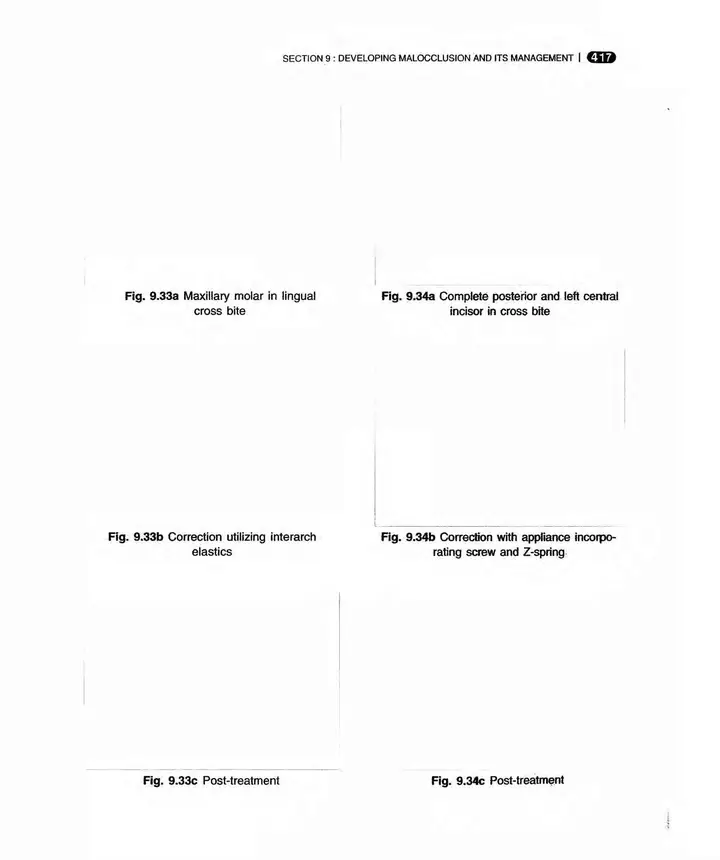 SECTION 9 : DEVELOPING MALOCCLUSION AND ITS MANAGEMENT | 417
Fig. 9.33a Maxillary molar in lingual
cross bite
Fig. 9.34a Complete posterior and left central
incisor in cross bite
Fig. 9.33b Correction utilizing interarch
elastics
Fig. 9.34b Correction with appliance incorpo-
rating screw and Z-spring
Fig. 9.33c Post-treatment
Fig. 9.34c Post-treatment